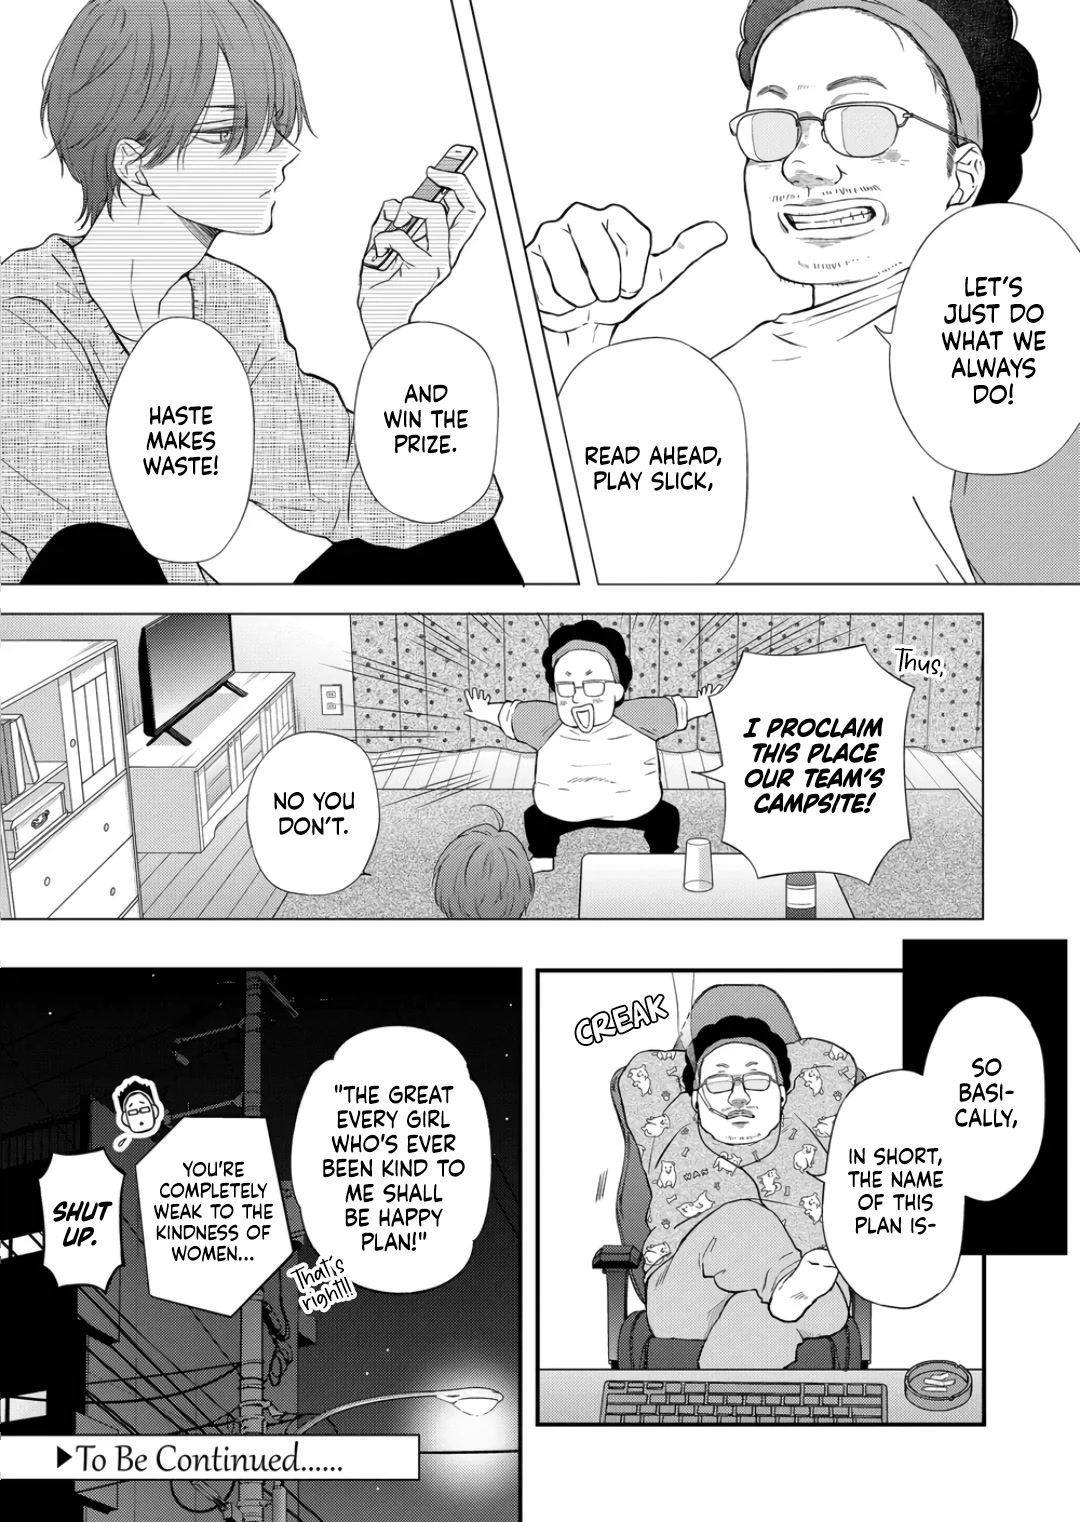 LET'S
JUST DO
WHAT WE
ALWAYS
DO!
READ AHEAD,
PLAY SLICK,
AND
WIN THE
PRIZE.
HASTE
MAKES
WASTE!
Thus,
I PROCLAIM
THIS PLACE
OUR TEAM'S
CAMPSITE!
NO YOU
DON'T.
SO
BASI-
CALLY,
IN SHORT,
THE NAME
OF THIS
PLAN IS-
CREAK
WAN
"THE GREAT
EVERY GIRL
WHO'S EVER
BEEN KIND TO
ME SHALL
BE HAPPY
PLAN!"
That's
right!!
YOU'RE
COMPLETELY
WEAK TO THE
KINDNESS OF
WOMEN...
SHUT
UP.
▶To Be Continued......